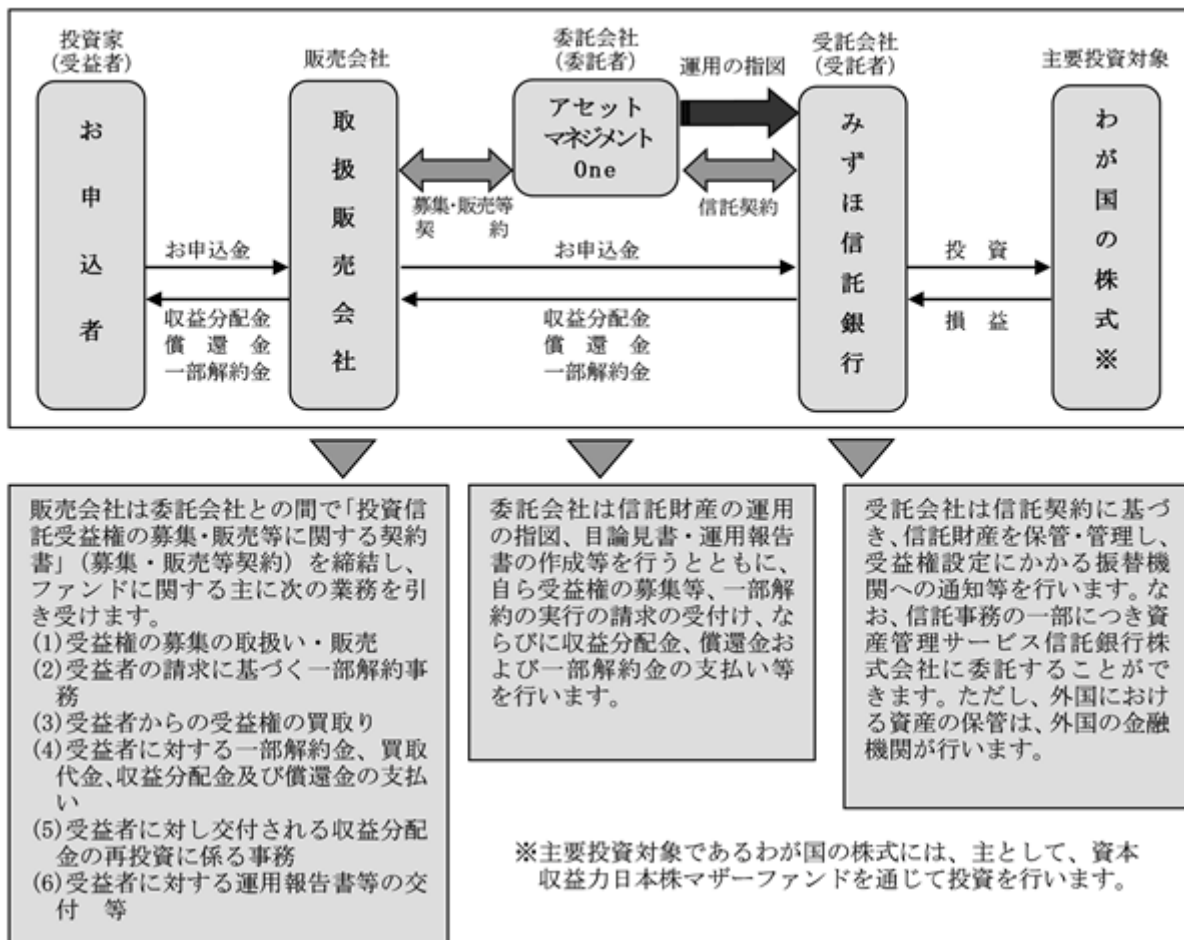 投資家
(受益者)
販売会社
委託会社
(委託者)
運用の指図
受託会社
(受託者)
主要投資対象
お申込者
取扱販売会社
アセット
マネジメント
One
みずほ信託銀行
わが国の株式※
募集・販売等
契　　約
信託契約
お申込金
お申込金
投　資
収益分配金
償　還　金
一部解約金
収益分配金
償　還　金
一部解約金
損　益
販売会社は委託会社との間で「投資信
託受益権の募集・販売等に関する契約
書」(募集・販売等契約）を締結し、
ファンドに関する主に次の業務を引
き受けます。
(1)受益権の募集の取扱い・販売
(2)受益者の請求に基づく一部解約事
務
(3)受益者からの受益権の買取り
(4)受益者に対する一部解約金、買取
代金、収益分配金及び償還金の支払
い
(5)受益者に対し交付される収益分配
金の再投資に係る事務
(6)受益者に対する運用報告書等の交
付　等
委託会社は信託財産の運用
の指図、目論見書・運用報告
書の作成等を行うとともに、
自ら受益権の募集等、一部解
約の実行の請求の受付け、な
らびに収益分配金、償還金お
よび一部解約金の支払い等
を行います。
受託会社は信託契約に基づ
き、信託財産を保管・管理し、
受益権設定にかかる振替機
関への通知等を行います。な
お、信託事務の一部につき資
産管理サービス信託銀行株
式会社に委託することがで
きます。ただし、外国におけ
る資産の保管は、外国の金融
機関が行います。
※主要投資対象であるわが国の株式には、主として、資本
収益力日本株マザーファンドを通じて投資を行います。